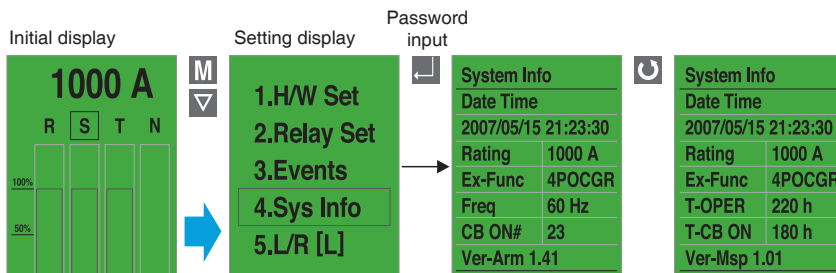 Initial display
1000 A
R S T N
100%
50%
M
Setting display
1.H/W Set
2.Relay Set
3.Events
4.Sys Info
5.L/R [L]
Password
input
System Info
Date Time
2007/05/15 21:23:30
Rating 1000 A
Ex-Func 4POCGR
Freq 60 Hz
CB ON# 23
Ver-Arm 1.41
System Info
Date Time
2007/05/15 21:23:30
Rating 1000 A
Ex-Func 4POCGR
T-OPER 220 h
T-CB ON 180 h
Ver-Msp 1.01